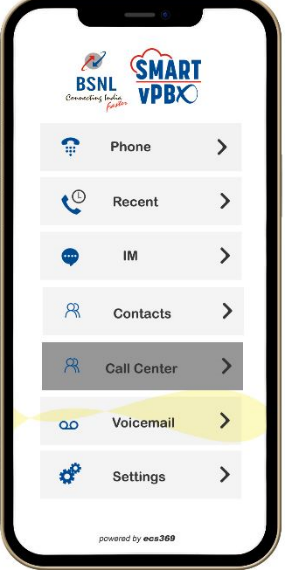 BSNL
Connecting India
faster
SMART
vPBX
Phone
Recent
IM
Contacts
Call Center
Voicemail
Settings
powered by ecs369